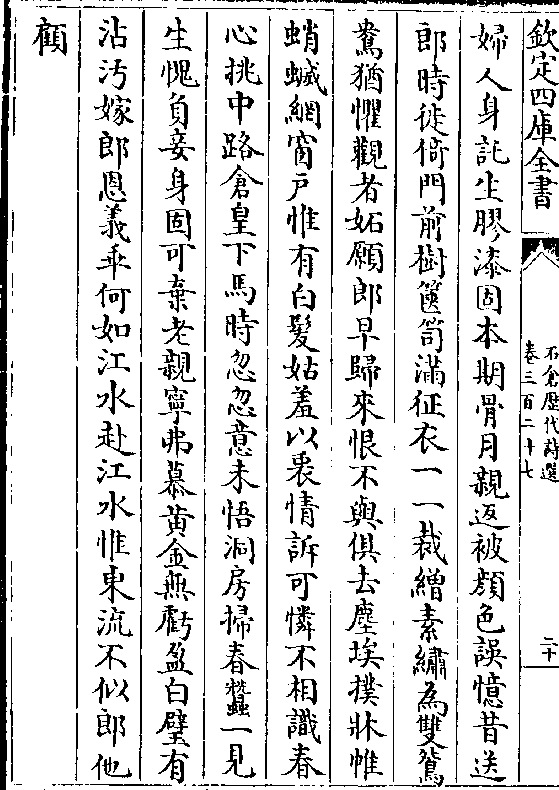 欽定四庫全書
石倉歴代詩選
卷三百二十七
二十
婦人身託生膠漆固本期骨月親返被顔色誤憶昔送
郎時徙倚門前樹篋笥滿征衣一一裁繒素繡為雙鴛
鴦猶懼觀者妬願郎早歸來恨不與俱去塵埃撲牀帷
蛸蟏網窗戶惟有白髪姑羞以衷情訴可憐不相識春
心挑中路倉皇下馬時忽忽意未悟洞房掃春蠶一見
生愧負妾身固可棄老親寧弗慕黄金無虧盈白璧有
沾汚嫁郎恩義乖何如江水赴江水惟東流不似郎他
顧